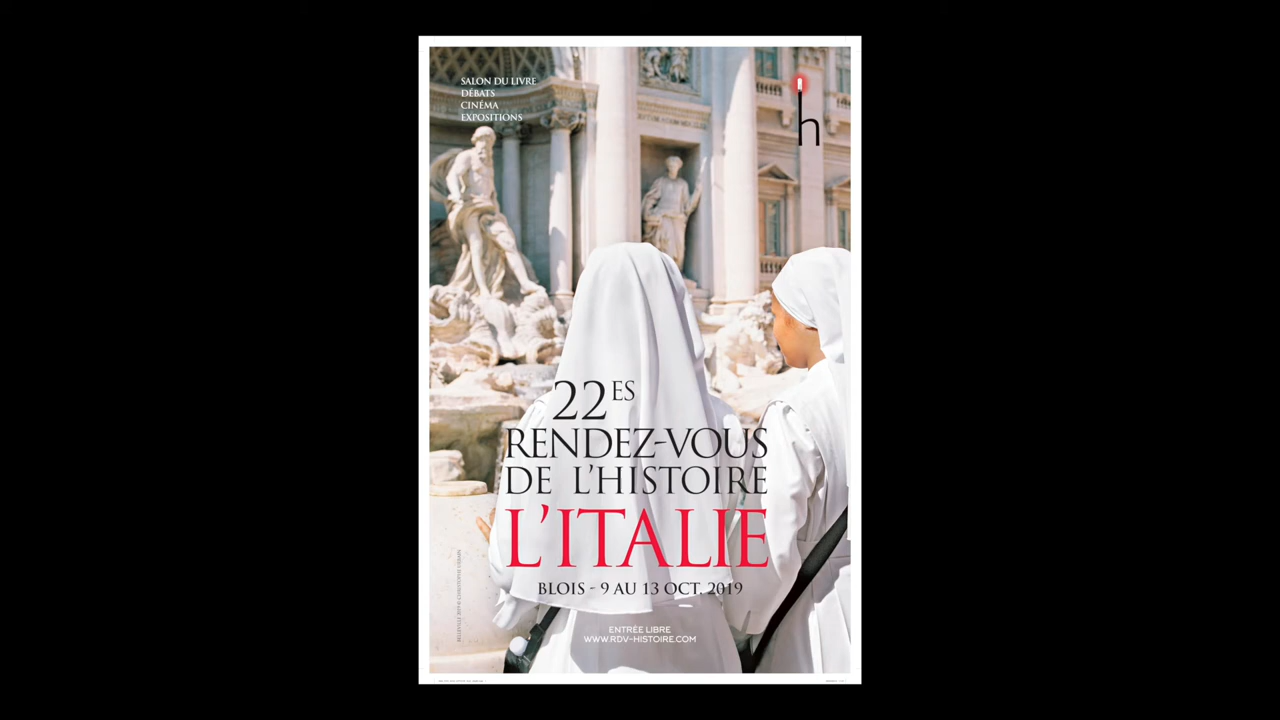 SALON DU LIVRE
DÉBATS
CINÉMA
EXPOSITIONS
h
22ES
RENDEZ-VOUS
DE L'HISTOIRE
L'ITALIE
BLOIS - 9 AU 13 OCT. 2019
ENTRÉE LIBRE
WWW.RDV-HISTOIRE.COM